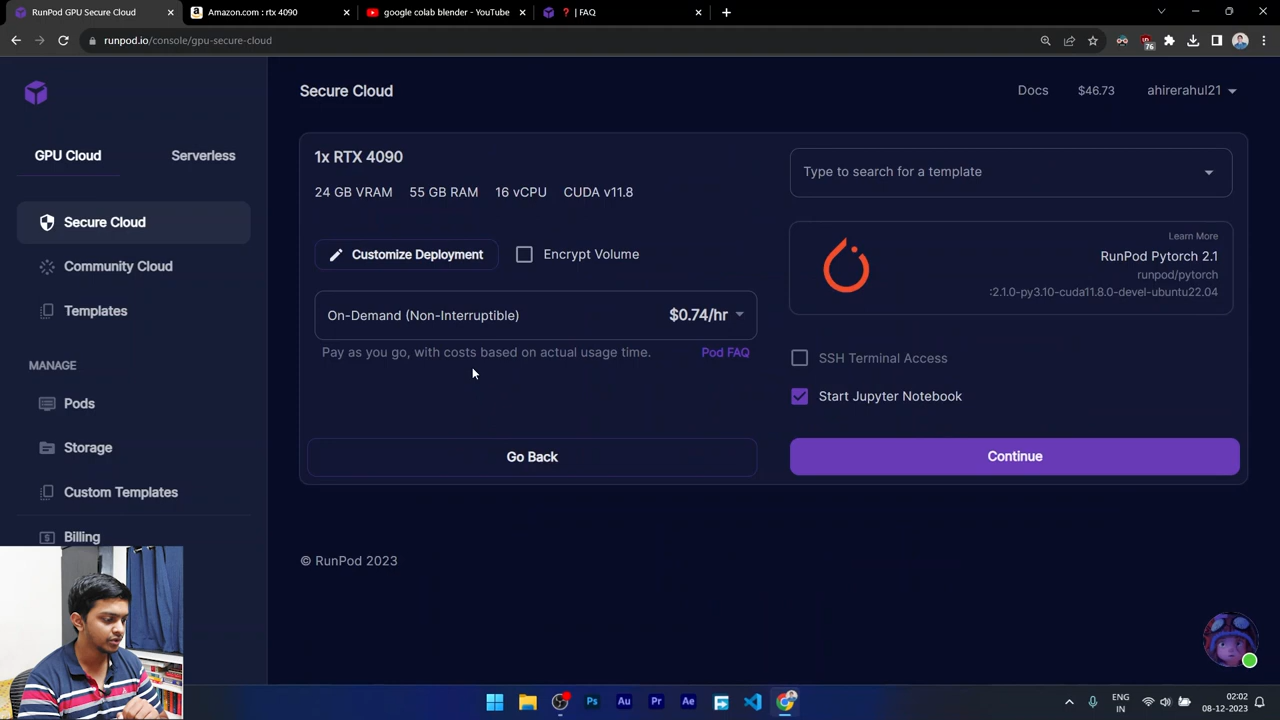 RunPod GPU Secure Cloud
Amazon.com : rtx 4090
google colab blender - YouTube
❓ | FAQ
runpod.io/console/gpu-secure-cloud
76
GPU Cloud
Serverless
Secure Cloud
Community Cloud
Templates
MANAGE
Pods
Storage
Custom Templates
Billing
Secure Cloud
Docs
$46.73
ahirerahul21
1x RTX 4090
24 GB VRAM 55 GB RAM 16 vCPU CUDA v11.8
Customize Deployment
Encrypt Volume
On-Demand (Non-Interruptible)
$0.74/hr
Pay as you go, with costs based on actual usage time.
Pod FAQ
Go Back
Type to search for a template
Learn More
RunPod Pytorch 2.1
runpod/pytorch
:2.1.0-py3.10-cuda11.8.0-devel-ubuntu22.04
SSH Terminal Access
Start Jupyter Notebook
Continue
© RunPod 2023
Ps
Au
Pr
Ae
ENG
IN
02:02
08-12-2023